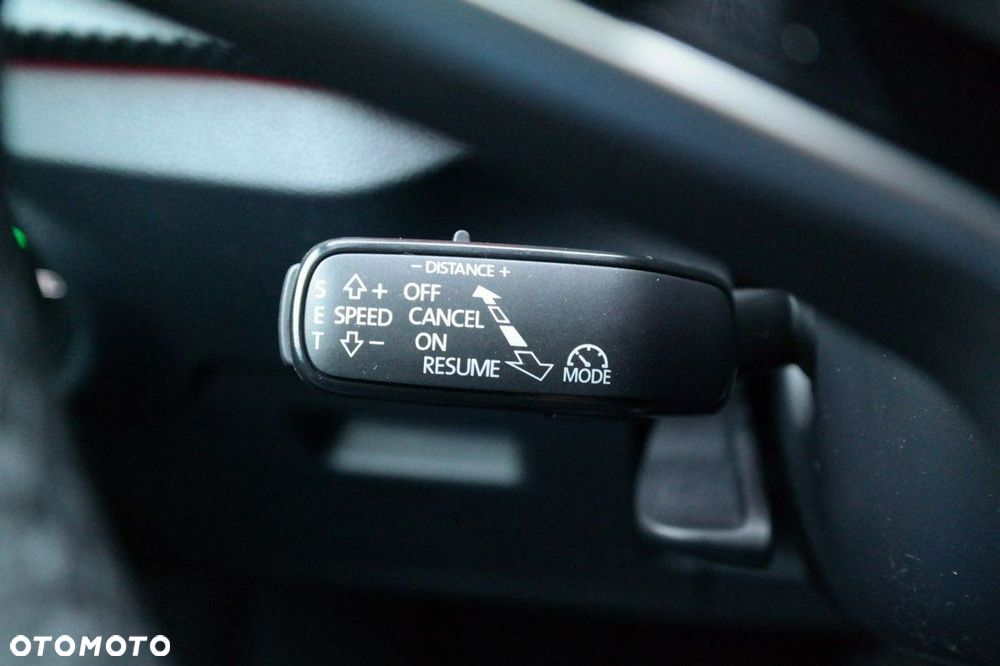 - DISTANCE +
S + OFF
E SPEED CANCEL
T - ON
RESUME
MODE
OTOMOTO